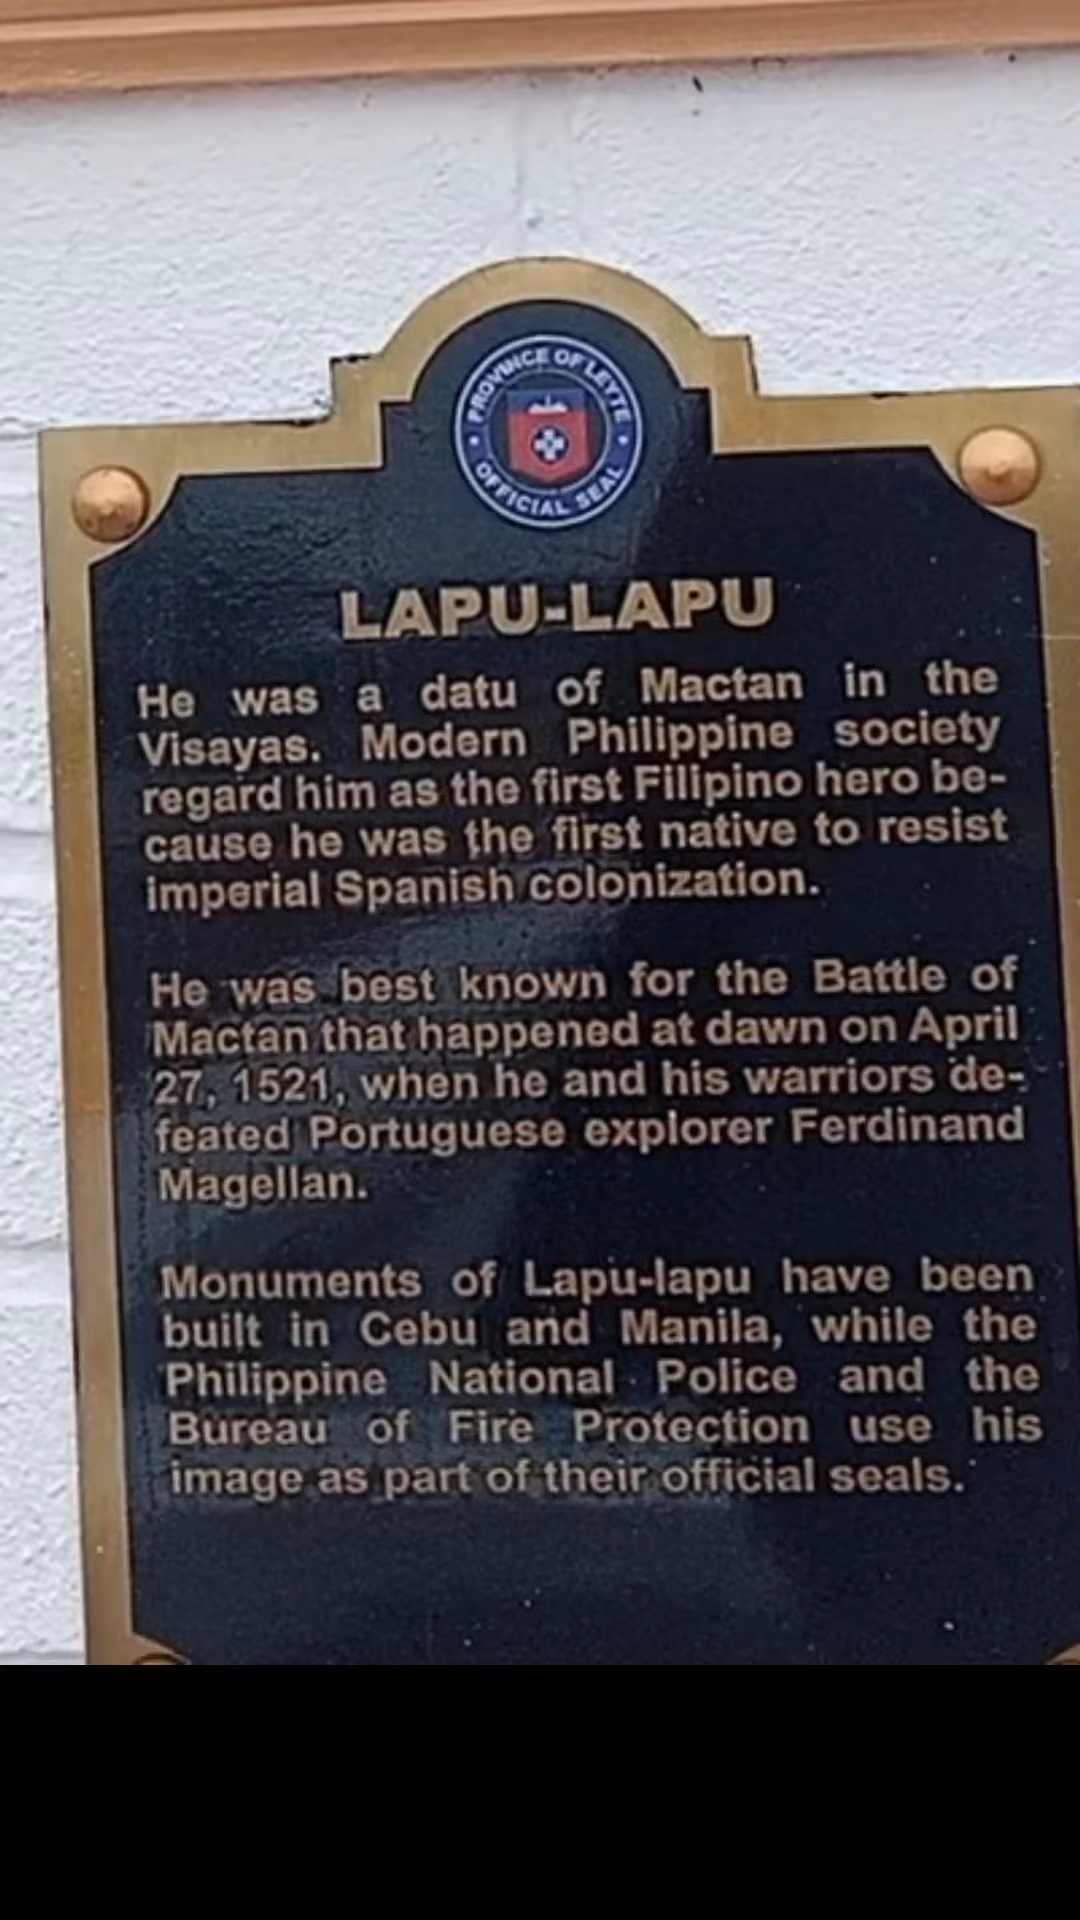 PROVINCE OF LEYTE
OFFICIAL SEAL
LAPU-LAPU
He was a datu of Mactan in the
Visayas. Modern Philippine society
regard him as the first Filipino hero be-
cause he was the first native to resist
imperial Spanish colonization.
He was best known for the Battle of
Mactan that happened at dawn on April
27, 1521, when he and his warriors de-
feated Portuguese explorer Ferdinand
Magellan.
Monuments of Lapu-lapu have been
built in Cebu and Manila, while the
Philippine National Police and the
Bureau of Fire Protection use his
image as part of their official seals.